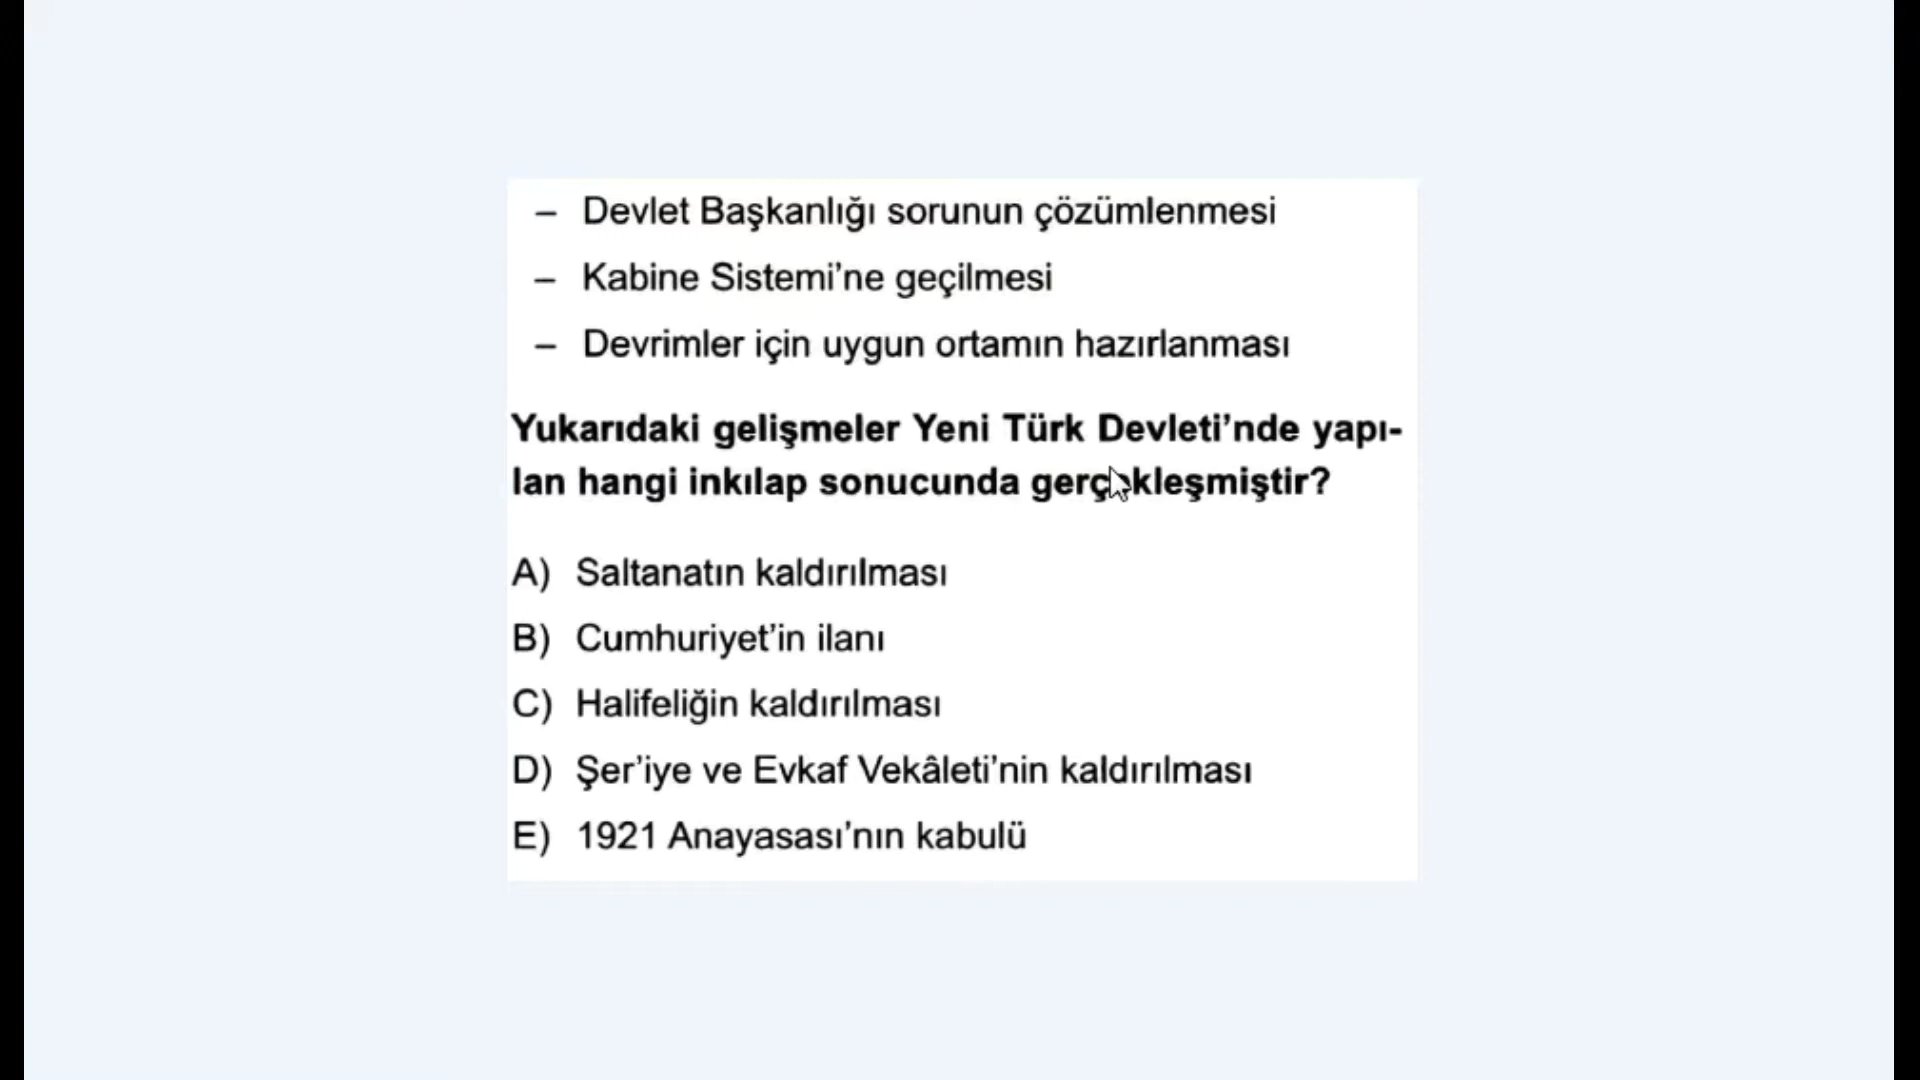 – Devlet Başkanlığı sorunun çözümlenmesi
– Kabine Sistemi’ne geçilmesi
– Devrimler için uygun ortamın hazırlanması
Yukarıdaki gelişmeler Yeni Türk Devleti’nde yapı-
lan hangi inkılap sonucunda gerçekleşmiştir?
A) Saltanatın kaldırılması
B) Cumhuriyet’in ilanı
C) Halifeliğin kaldırılması
D) Şer’iye ve Evkaf Vekâleti’nin kaldırılması
E) 1921 Anayasası’nın kabulü